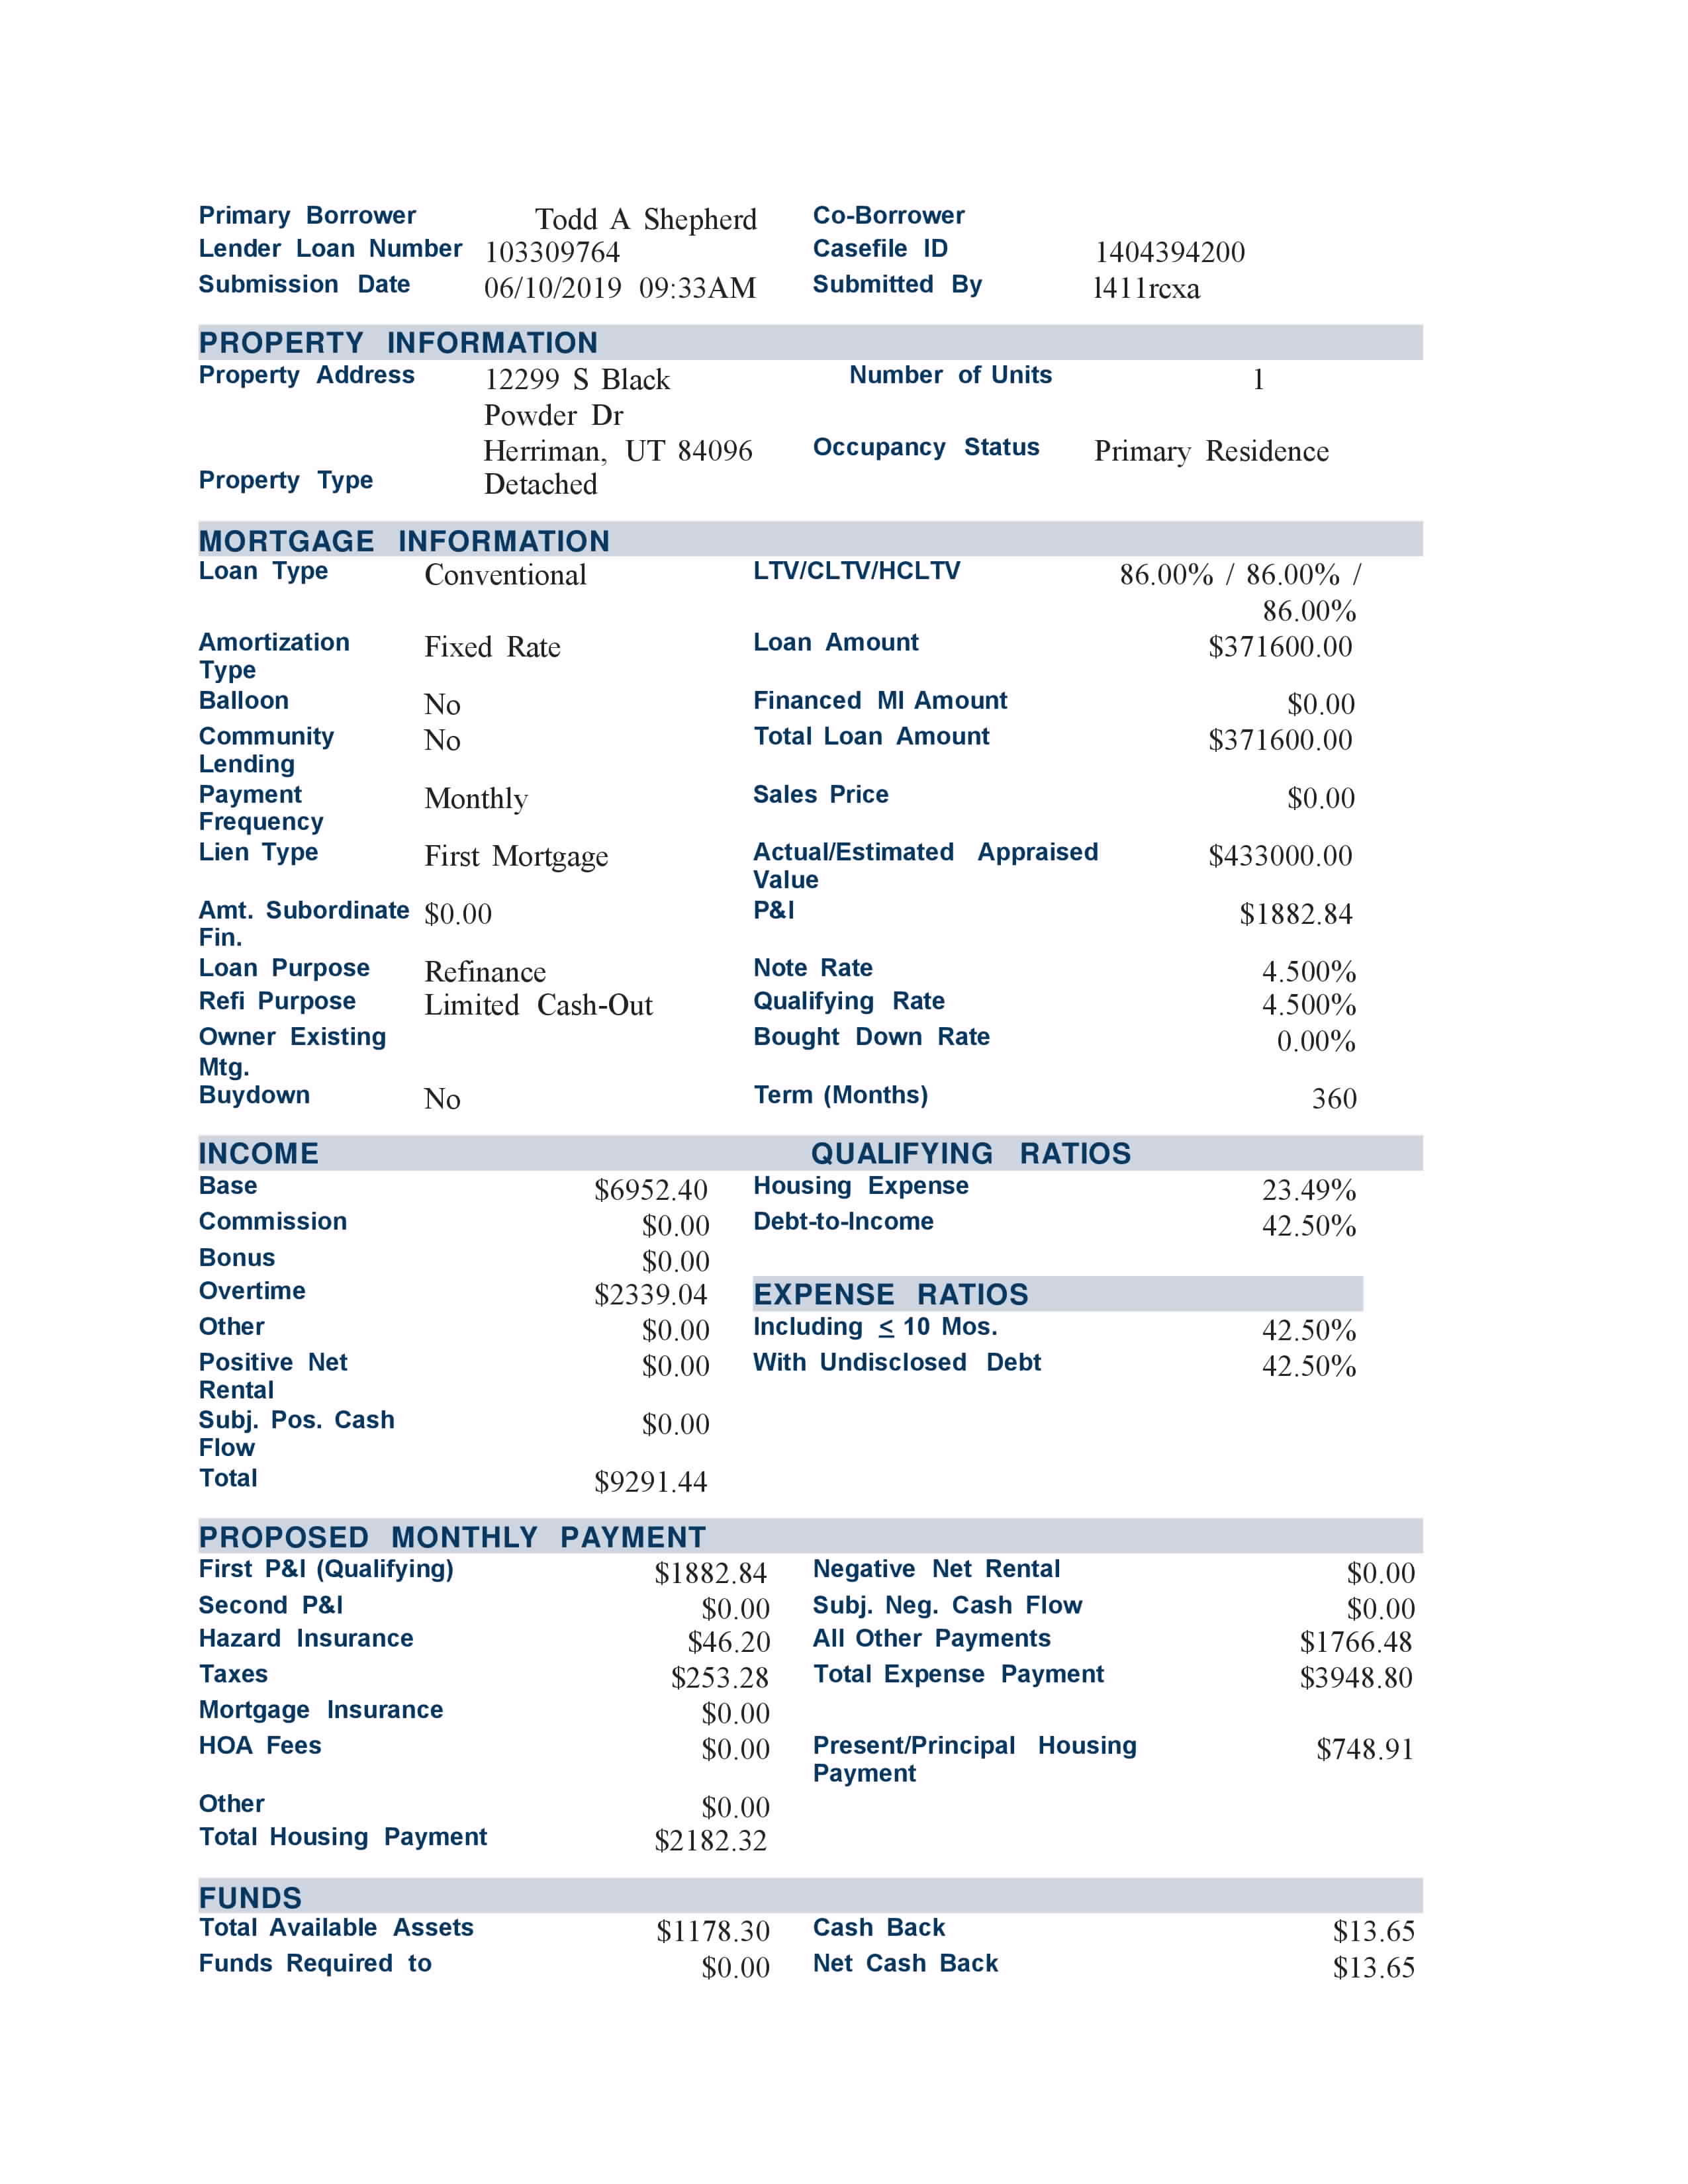 Primary Borrower Todd A Shepherd Co-Borrower
Lender Loan Number 103309764 Casefile ID 1404394200
Submission Date 06/10/2019 09:33AM Submitted By l411rcxa
PROPERTY INFORMATION
Property Address 12299 S Black Number of Units 1
Powder Dr
Herriman, UT 84096 Occupancy Status Primary Residence
Property Type Detached
MORTGAGE INFORMATION
Loan Type Conventional LTV/CLTV/HCLTV 86.00% / 86.00% /
86.00%
Amortization Fixed Rate Loan Amount $371600.00
Type
Balloon No Financed MI Amount $0.00
Community No Total Loan Amount $371600.00
Lending
Payment Monthly Sales Price $0.00
Frequency
Lien Type First Mortgage Actual/Estimated Appraised $433000.00
Value
Amt. Subordinate $0.00 P&I $1882.84
Fin.
Loan Purpose Refinance Note Rate 4.500%
Refi Purpose Limited Cash-Out Qualifying Rate 4.500%
Owner Existing Bought Down Rate 0.00%
Mtg.
Buydown No Term (Months) 360
INCOME QUALIFYING RATIOS
Base $6952.40 Housing Expense 23.49%
Commission $0.00 Debt-to-Income 42.50%
Bonus $0.00
Overtime $2339.04 EXPENSE RATIOS
Other $0.00 Including ≤ 10 Mos. 42.50%
Positive Net $0.00 With Undisclosed Debt 42.50%
Rental
Subj. Pos. Cash $0.00
Flow
Total $9291.44
PROPOSED MONTHLY PAYMENT
First P&I (Qualifying) $1882.84 Negative Net Rental $0.00
Second P&I $0.00 Subj. Neg. Cash Flow $0.00
Hazard Insurance $46.20 All Other Payments $1766.48
Taxes $253.28 Total Expense Payment $3948.80
Mortgage Insurance $0.00
HOA Fees $0.00 Present/Principal Housing $748.91
Payment
Other $0.00
Total Housing Payment $2182.32
FUNDS
Total Available Assets $1178.30 Cash Back $13.65
Funds Required to $0.00 Net Cash Back $13.65